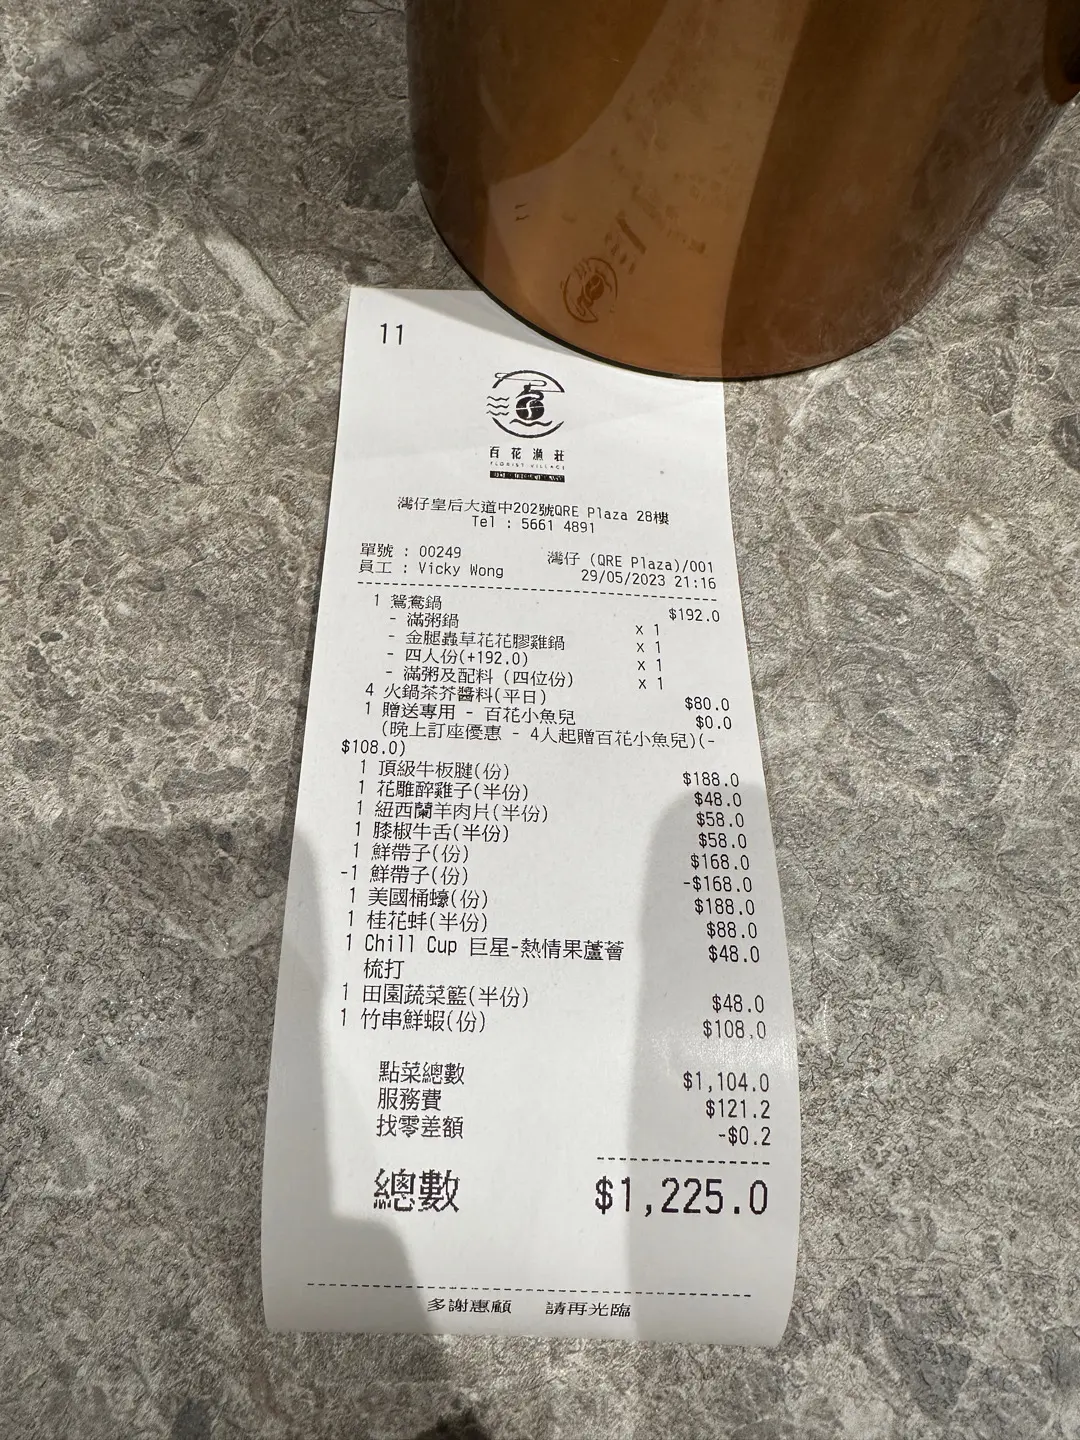 11
百花漁莊
FLORIST VILLAGE
灣仔皇后大道中202號QRE Plaza 28樓
Tel : 5661 4891
單號 : 00249 灣仔 (QRE Plaza)/001
員工 : Vicky Wong 29/05/2023 21:16
1 鴛鴦鍋 $192.0
- 滿粥鍋 x 1
- 金腿蟲草花花膠雞鍋 x 1
- 四人份(+192.0) x 1
- 滿粥及配料 (四位份) x 1
4 火鍋茶芥醬料(平日) $80.0
1 贈送專用 - 百花小魚兒 $0.0
(晚上訂座優惠 - 4人起贈百花小魚兒)(-
$108.0)
1 頂級牛板腱(份) $188.0
1 花雕醉雞子(半份) $48.0
1 紐西蘭羊肉片(半份) $58.0
1 滕椒牛舌(半份) $58.0
1 鮮帶子(份) $168.0
-1 鮮帶子(份) -$168.0
1 美國桶蠔(份) $188.0
1 桂花蚌(半份) $88.0
1 Chill Cup 巨星-熱情果蘆薈 $48.0
梳打
1 田園蔬菜籃(半份) $48.0
1 竹串鮮蝦(份) $108.0
點菜總數 $1,104.0
服務費 $121.2
找零差額 -$0.2
總數 $1,225.0
多謝惠顧 請再光臨